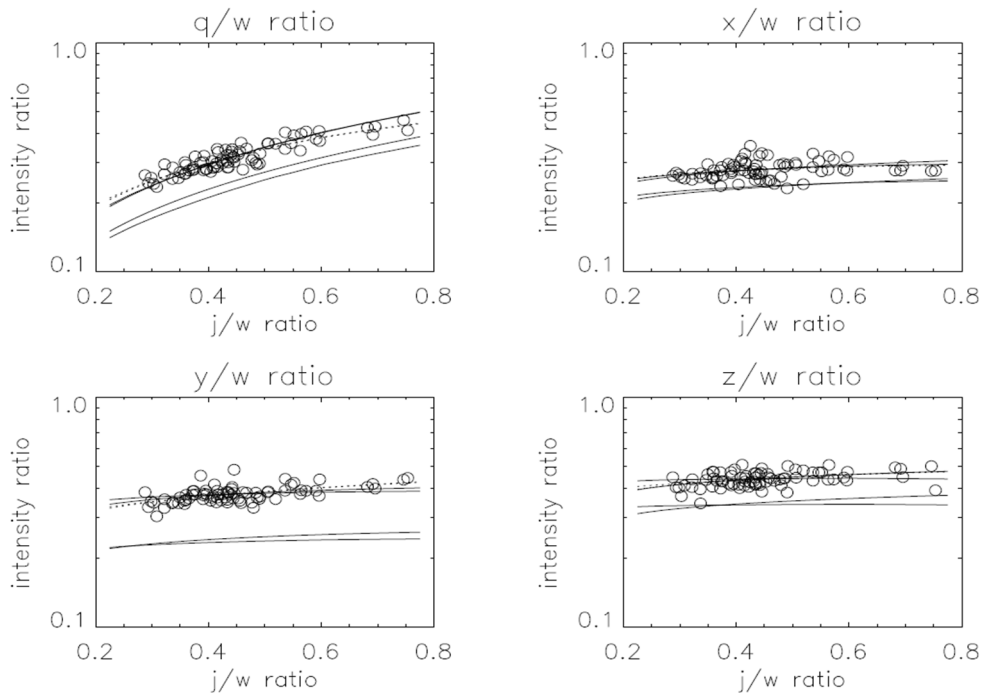 q/w ratio
1.0
intensity ratio
0.1
0.2 0.4 0.6 0.8
j/w ratio
x/w ratio
1.0
intensity ratio
0.1
0.2 0.4 0.6 0.8
j/w ratio
y/w ratio
1.0
intensity ratio
0.1
0.2 0.4 0.6 0.8
j/w ratio
z/w ratio
1.0
intensity ratio
0.1
0.2 0.4 0.6 0.8
j/w ratio